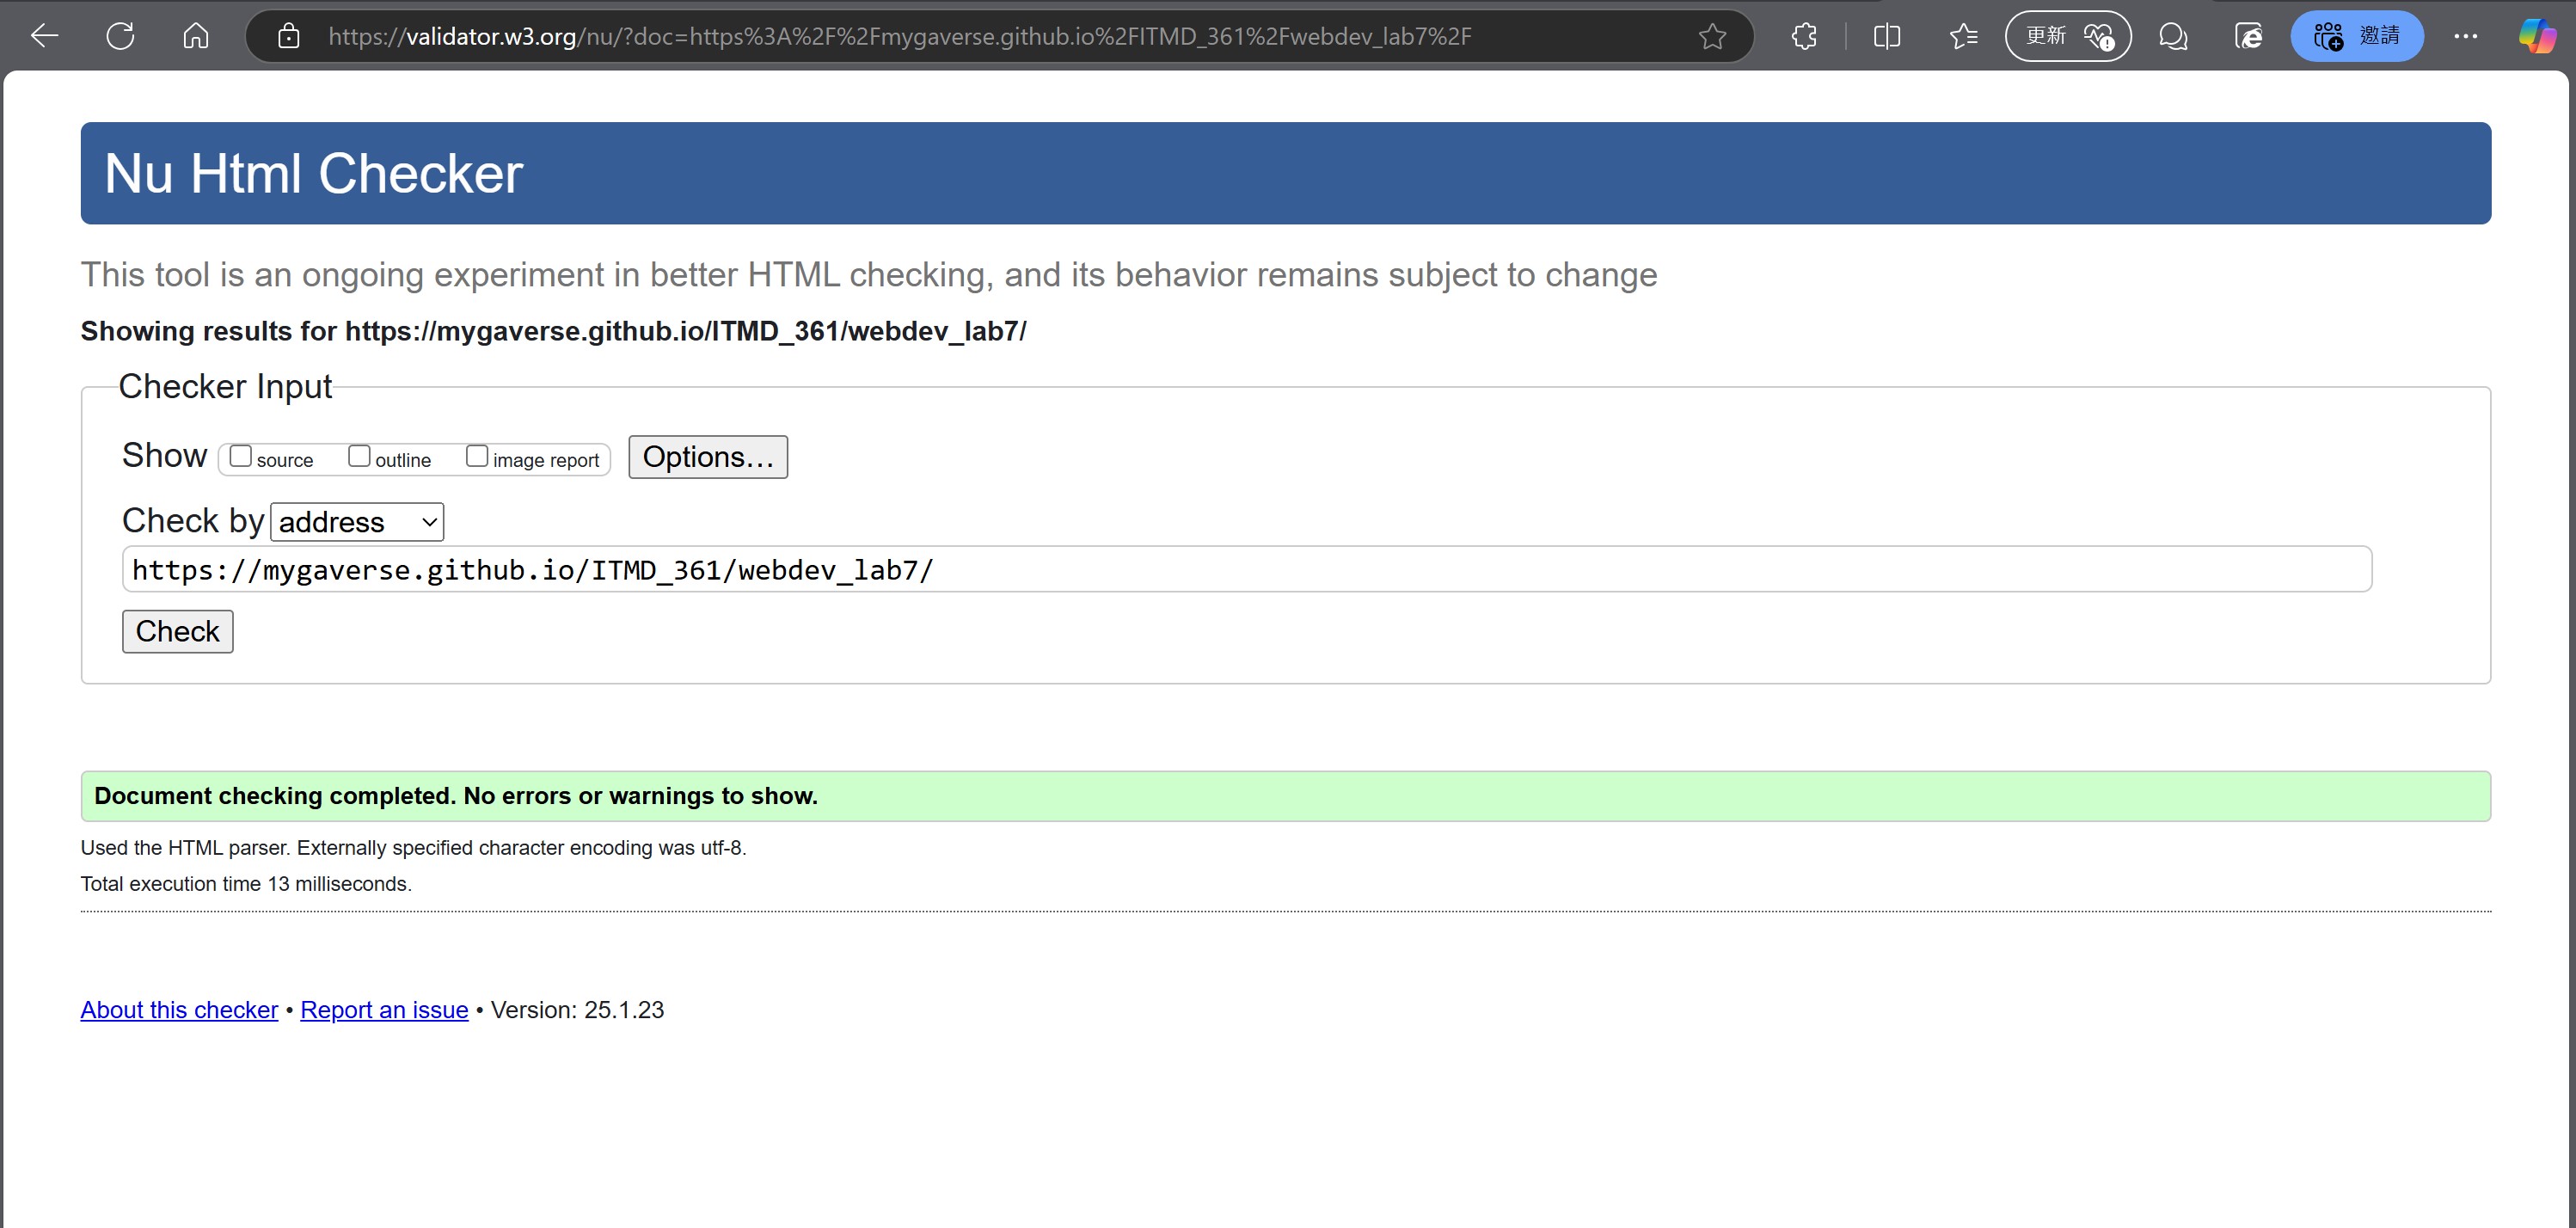 https://validator.w3.org/nu/?doc=https%3A%2F%2Fmygaverse.github.io%2FITMD_361%2Fwebdev_lab7%2F 更新 邀請
Nu Html Checker
This tool is an ongoing experiment in better HTML checking, and its behavior remains subject to change
Showing results for https://mygaverse.github.io/ITMD_361/webdev_lab7/
Checker Input
Show source outline image report Options...
Check by address
https://mygaverse.github.io/ITMD_361/webdev_lab7/
Check
Document checking completed. No errors or warnings to show.
Used the HTML parser. Externally specified character encoding was utf-8.
Total execution time 13 milliseconds.
About this checker • Report an issue • Version: 25.1.23